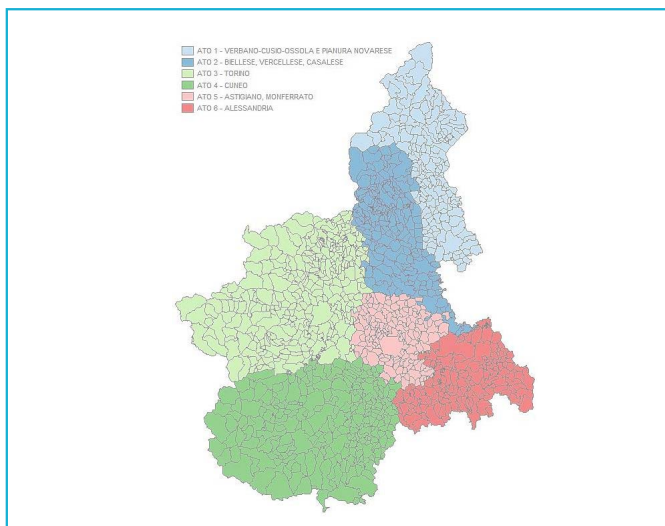 ATO 1 - VERBANO-CUSIO-OSSOLA E PIANURA NOVARESE
ATO 2 - BIELLESE, VERCELLESE, CASALESE
ATO 3 - TORINO
ATO 4 - CUNEO
ATO 5 - ASTIGIANO, MONFERRATO
ATO 6 - ALESSANDRIA